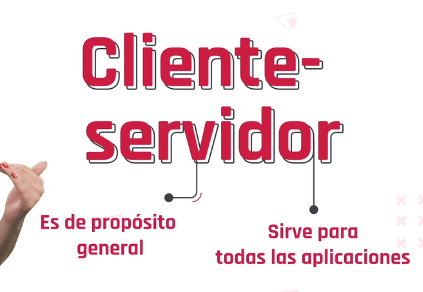 Cliente-
servidor
Es de propósito
general
Sirve para
todas las aplicaciones